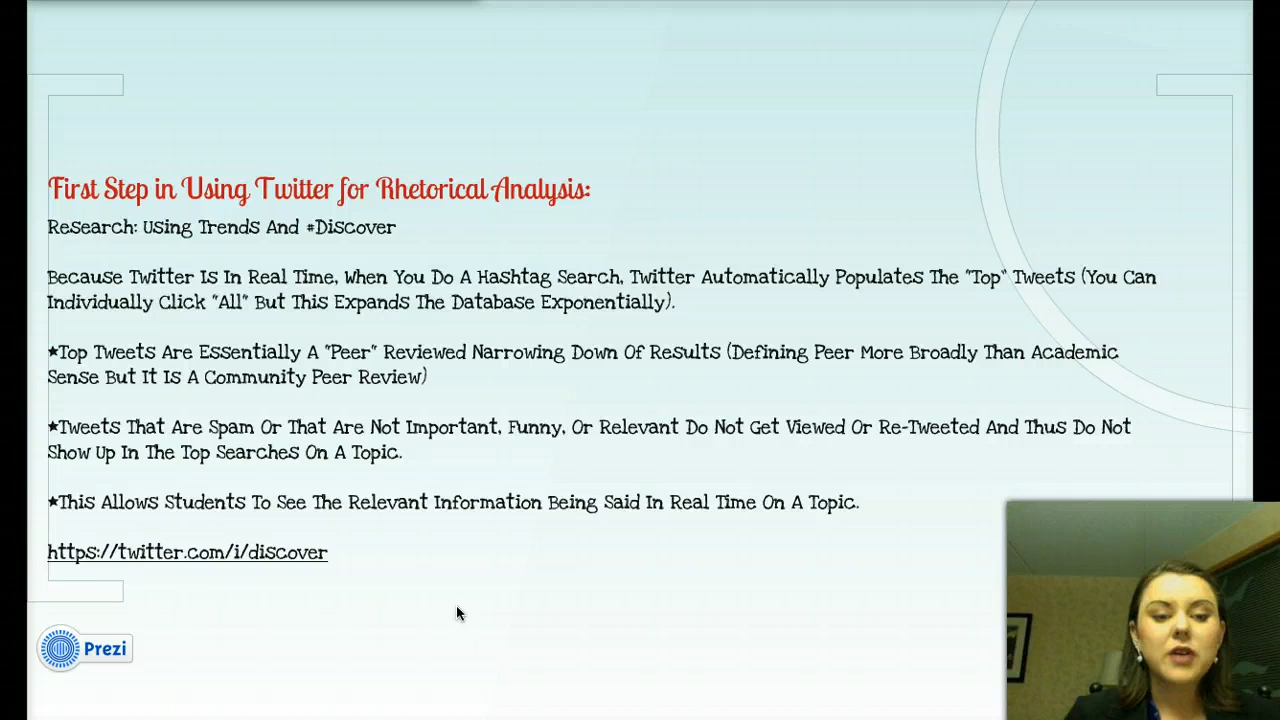 First Step in Using Twitter for Rhetorical Analysis:
Research: Using Trends And #Discover
Because Twitter Is In Real Time, When You Do A Hashtag Search, Twitter Automatically Populates The "Top" Tweets (You Can
Individually Click "All" But This Expands The Database Exponentially).
★Top Tweets Are Essentially A "Peer" Reviewed Narrowing Down Of Results (Defining Peer More Broadly Than Academic
Sense But It Is A Community Peer Review)
★Tweets That Are Spam Or That Are Not Important, Funny, Or Relevant Do Not Get Viewed Or Re-Tweeted And Thus Do Not
Show Up In The Top Searches On A Topic.
★This Allows Students To See The Relevant Information Being Said In Real Time On A Topic.
https://twitter.com/i/discover
Prezi